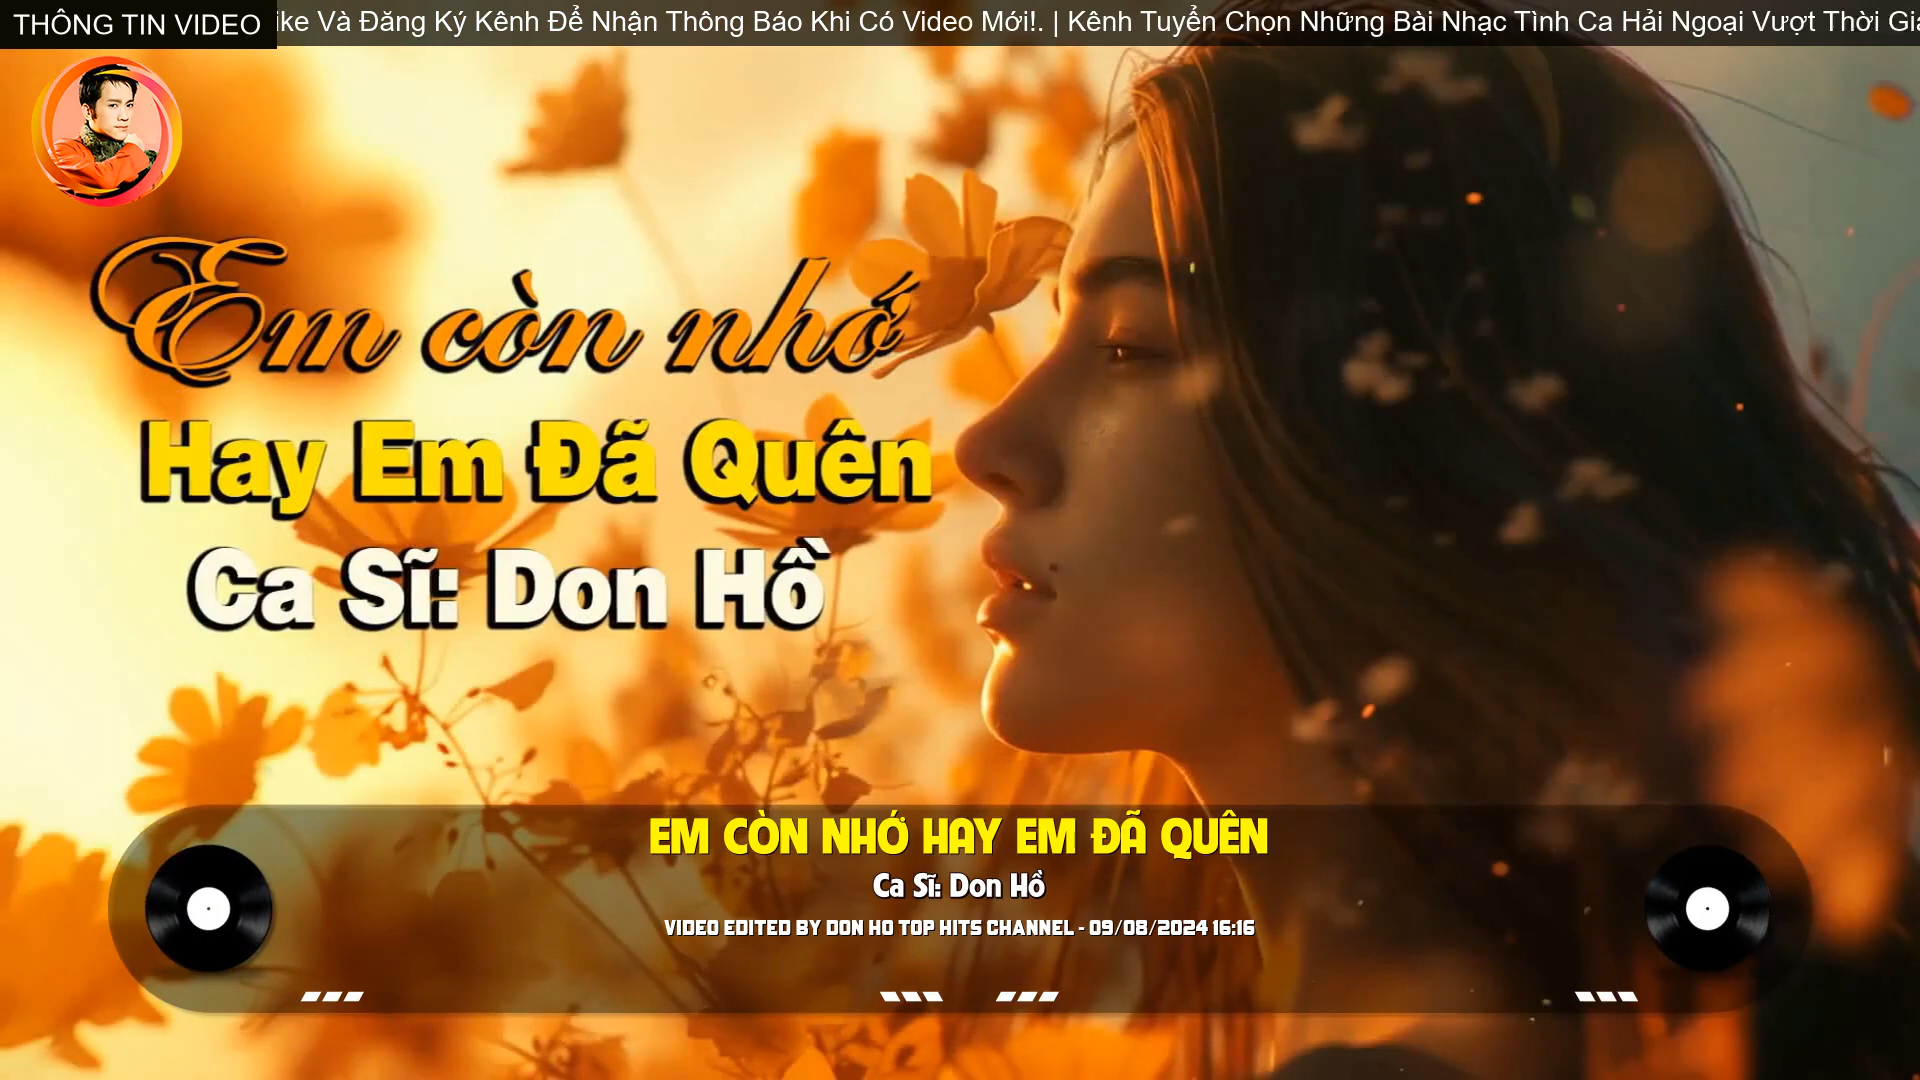 THÔNG TIN VIDEO
ike Và Đăng Ký Kênh Để Nhận Thông Báo Khi Có Video Mới!. | Kênh Tuyển Chọn Những Bài Nhạc Tình Ca Hải Ngoại Vượt Thời Gia
Em còn nhớ
Hay Em Đã Quên
Ca Sĩ: Don Hồ
EM CÒN NHỚ HAY EM ĐÃ QUÊN
Ca Sĩ: Don Hồ
VIDEO EDITED BY DON HO TOP HITS CHANNEL - 09/08/2024 16:16